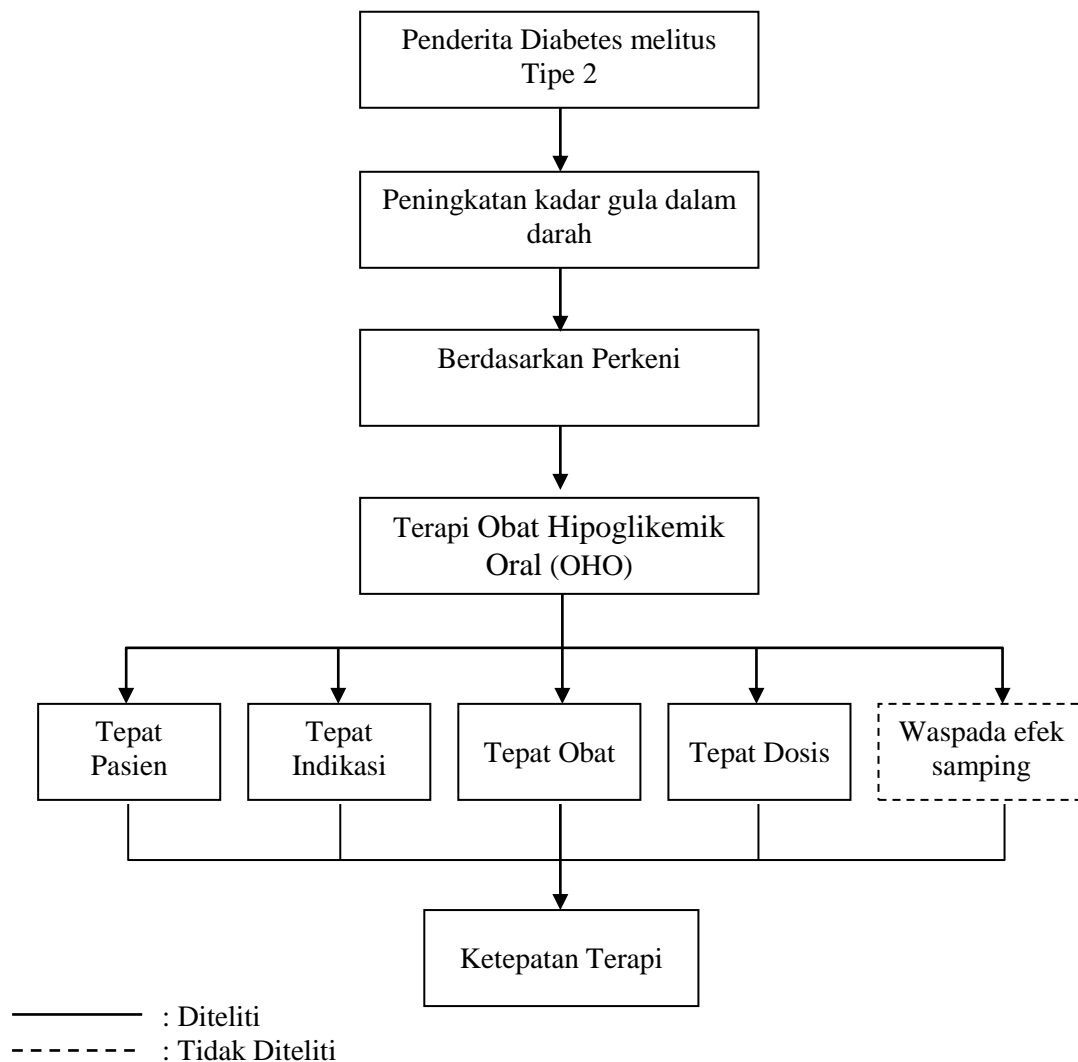 Penderita Diabetes melitus
Tipe 2
Peningkatan kadar gula dalam
darah
Berdasarkan Perkeni
Terapi Obat Hipoglikemik
Oral (OHO)
Tepat
Pasien
Tepat
Indikasi
Tepat Obat
Tepat Dosis
Waspada efek
samping
Ketepatan Terapi
: Diteliti
: Tidak Diteliti